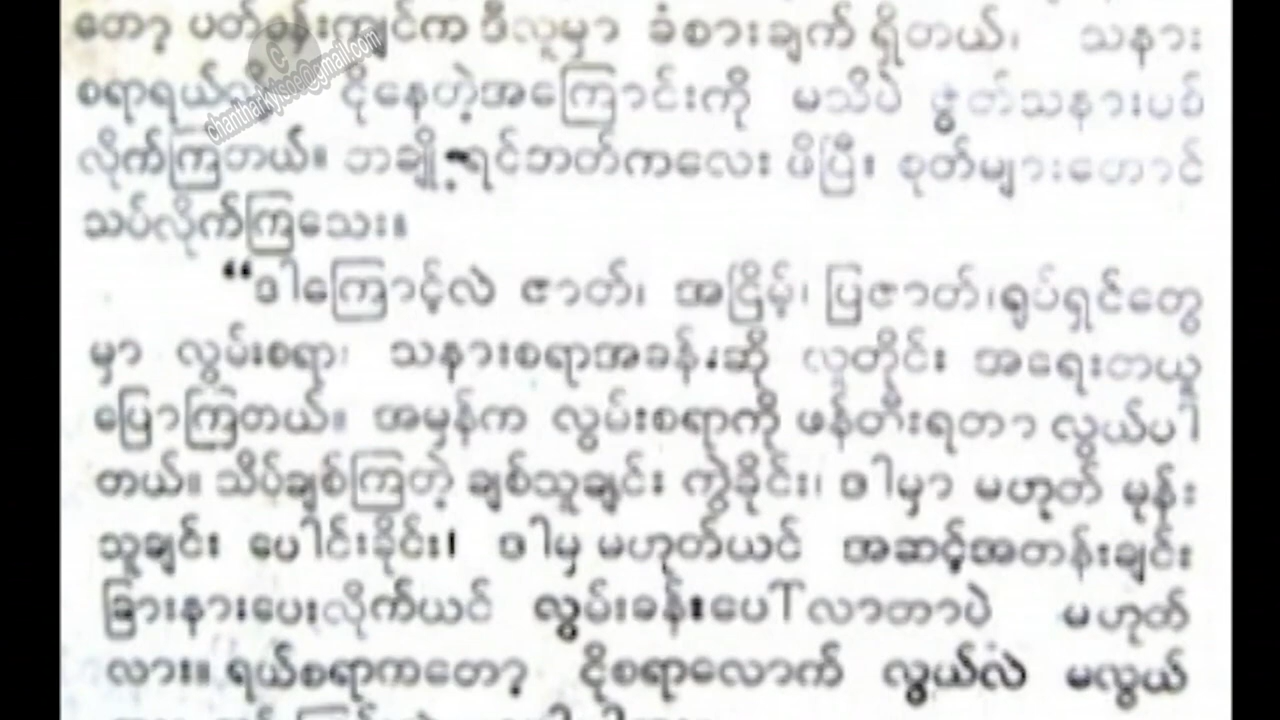 တော့ ပတ်ဝန်းကျင်က ဒီလူမှာ ခံစားချက် ရှိတယ်၊ သနား
စရာရယ်လို့ ငိုနေတဲ့အကြောင်းကို မသိပဲ ဇွတ်သနားပစ်
လိုက်ကြတယ်။ တချို့ရင်ဘတ်ကလေး ဖိပြီး စုတ်များတောင်
သပ်လိုက်ကြသေး။
“ဒါကြောင့်လဲ ဇာတ်၊ အငြိမ့်၊ ပြဇာတ်၊ရုပ်ရှင်တွေ
မှာ လွမ်းစရာ၊ သနားစရာအခန်းဆို လူတိုင်း အရေးတယူ
ပြောကြတယ်။ အမှန်က လွမ်းစရာကို ဖန်တီးရတာ လွယ်ပါ
တယ်။ သိပ်ချစ်ကြတဲ့ ချစ်သူချင်း ကွဲခိုင်း၊ ဒါမှာ မဟုတ် မုန်း
သူချင်း ပေါင်းခိုင်း၊ ဒါမှ မဟုတ်ယင် အဆင့်အတန်းချင်း
ခြားနားပေးလိုက်ယင် လွမ်းခန်းပေါ်လာတာပဲ မဟုတ်
လား။ ရယ်စရာကတော့ ငိုစရာလောက် လွယ်လဲ မလွယ်
chantharkyisoe@gmail.com